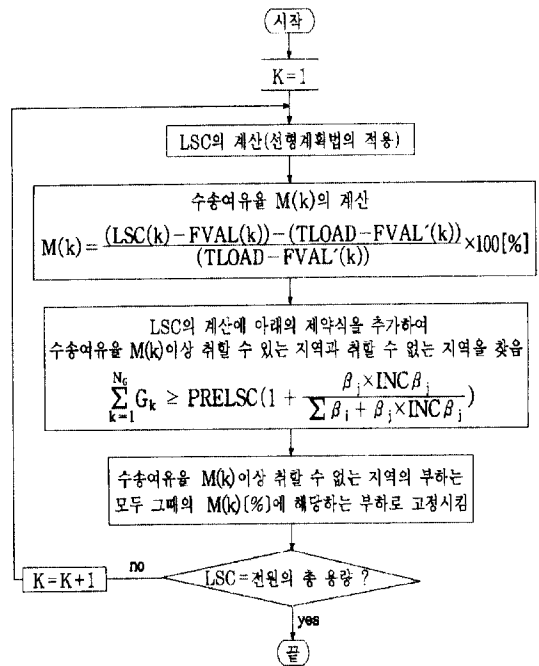 시작
K=1
LSC의 계산(선형계획법의 적용)
수송여유율 M(k)의 계산
M(k)=(LSC(k)-FVAL(k))-(TLOAD-FVAL´(k))/(TLOAD-FVAL´(k))×100[%]
LSC의 계산에 아래의 제약식을 추가하여
수송여유율 M(k)이상 취할 수 있는 지역과 취할 수 없는 지역을 찾음
∑_{k=1}^{N_G} G_k ≥ PRELSC(1+β_j×INCβ_j/(∑β_i+β_j×INCβ_j))
수송여유율 M(k)이상 취할 수 없는 지역의 부하는
모두 그때의 M(k)[%]에 해당하는 부하로 고정시킴
K=K+1
no
LSC=전원의 총 용량 ?
yes
끝